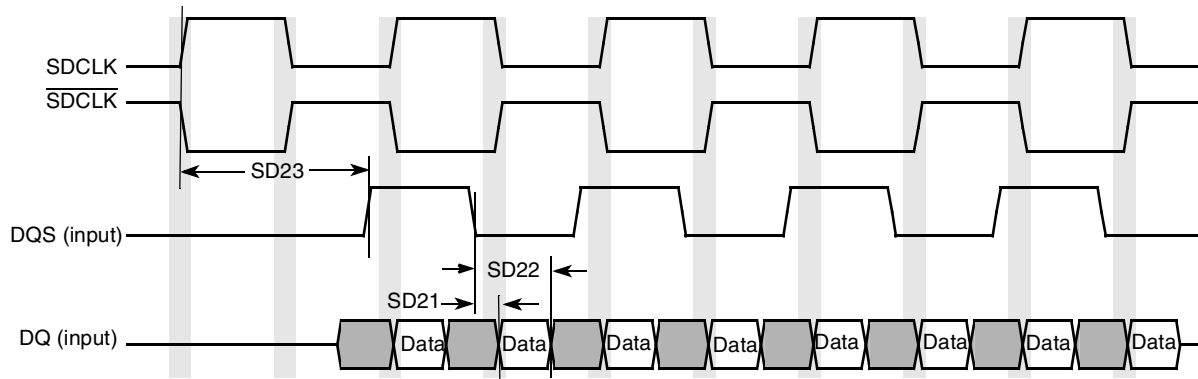 SDCLK
SDCLK
SD23
DQS (input)
SD22
SD21
DQ (input)
Data Data Data Data Data Data Data Data